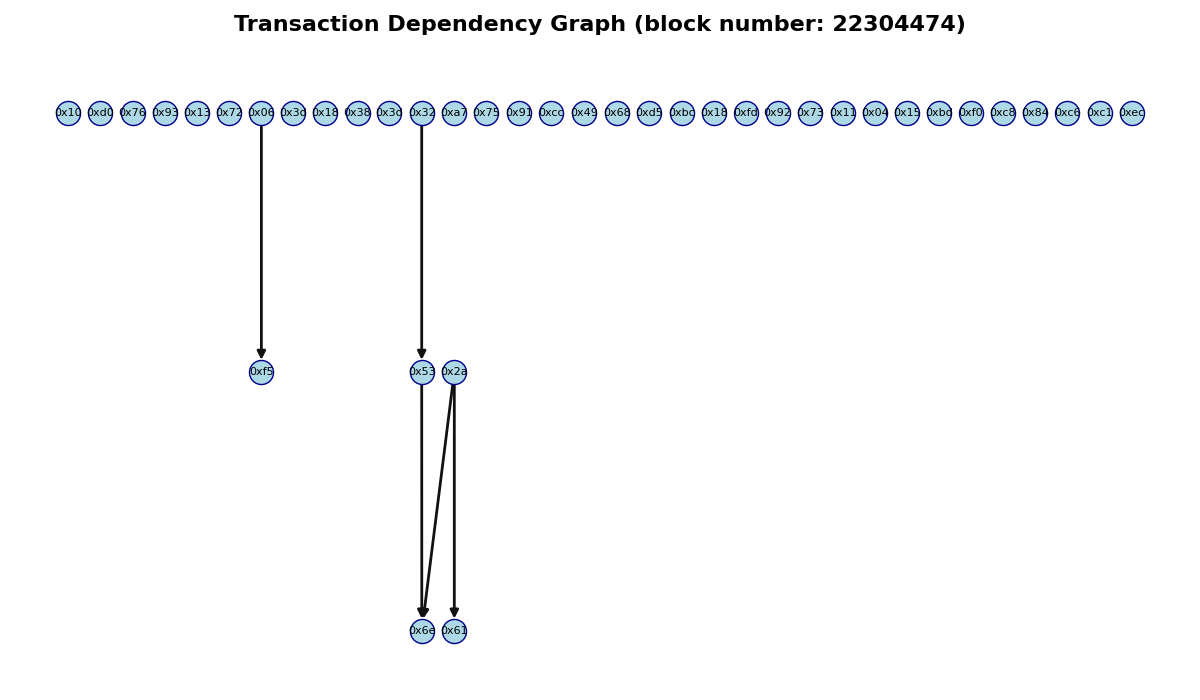 Transaction Dependency Graph (block number: 22304474)
0x10 0xd0 0x76 0x93 0x13 0x72 0x06 0x3d 0x18 0x38 0x3c 0x32 0xa7 0x75 0x91 0xcc 0x49 0x68 0xd5 0xbc 0x18 0xfd 0x92 0x73 0x11 0x04 0x15 0xbd 0xf0 0xc8 0x84 0xc6 0xc1 0xec
0xf5 0x53 0x2a
0x6e 0x61